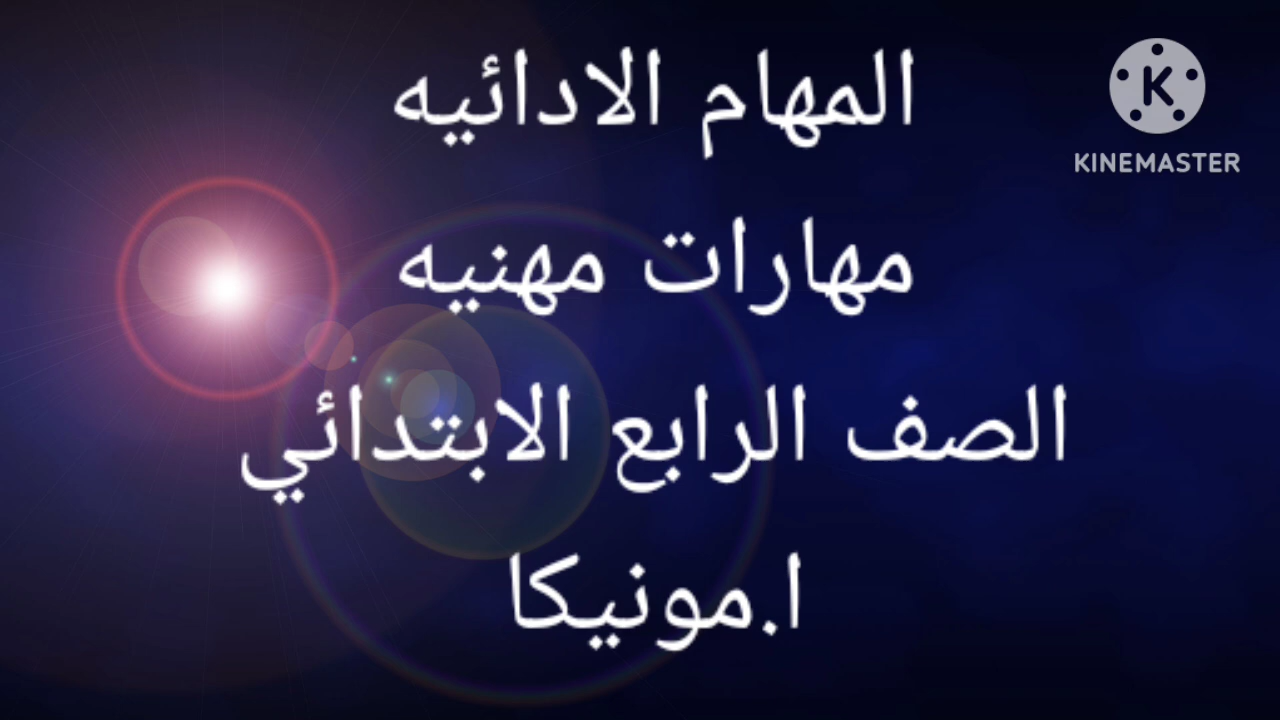 المهام الادائيه
K
KINEMASTER
مهارات مهنيه
الصف الرابع الابتدائي
ا.مونيكا